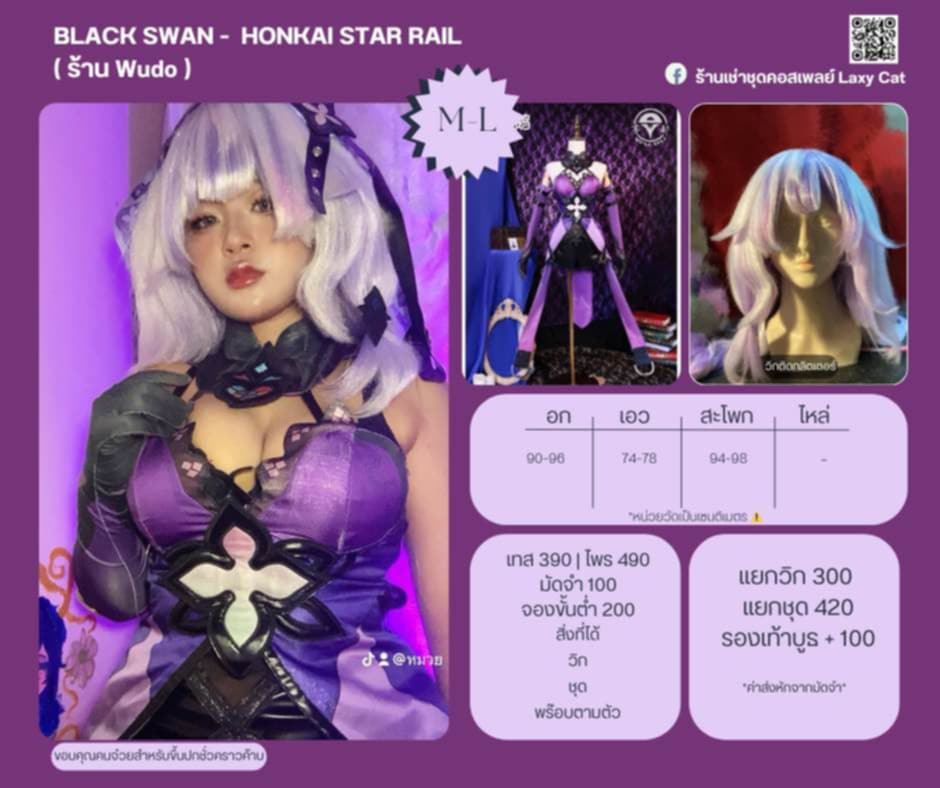 BLACK SWAN - HONKAI STAR RAIL
( ร้าน Wudo )
ร้านเช่าชุดคอสเพลย์ Laxy Cat
M-L
วิกติดกลิตเตอร์
อก เอว สะโพก ไหล่
90-96 74-78 94-98 -
*หน่วยวัดเป็นเซนติเมตร ⚠️
เทส 390 | ไพร 490
มัดจำ 100
จองขั้นต่ำ 200
สิ่งที่ได้
วิก
ชุด
พร๊อบตามตัว
แยกวิก 300
แยกชุด 420
รองเท้าบูธ + 100
*ค่าส่งหักจากมัดจำ*
@หมวย
ขอบคุณคนจ๋วยสำหรับขึ้นปกชั่วคราวค้าบ